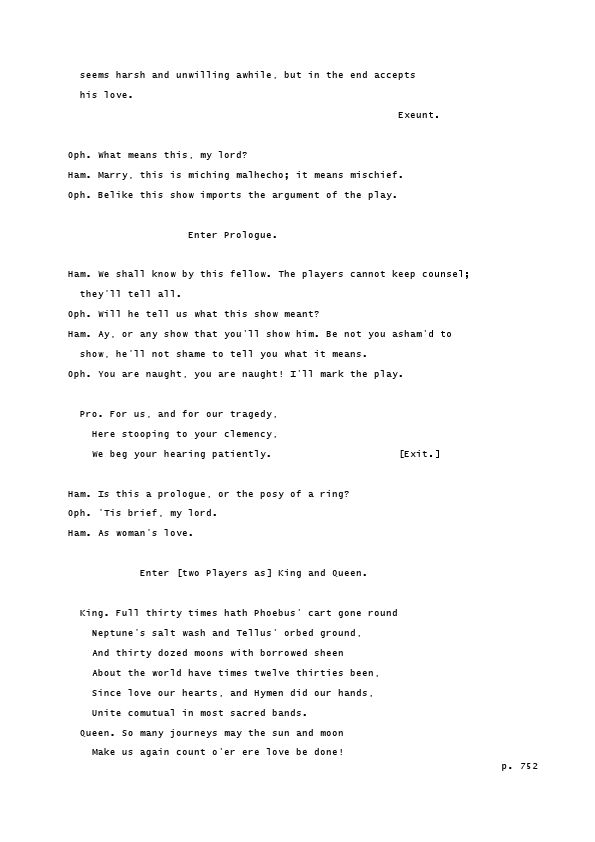 seems harsh and unwilling awhile, but in the end accepts
his love.
Exeunt.
Oph. What means this, my lord?
Ham. Marry, this is miching malhecho; it means mischief.
Oph. Belike this show imports the argument of the play.
Enter Prologue.
Ham. We shall know by this fellow. The players cannot keep counsel;
they'll tell all.
Oph. Will he tell us what this show meant?
Ham. Ay, or any show that you'll show him. Be not you asham'd to
show, he'll not shame to tell you what it means.
Oph. You are naught, you are naught! I'll mark the play.
Pro. For us, and for our tragedy,
Here stooping to your clemency,
We beg your hearing patiently. [Exit.]
Ham. Is this a prologue, or the posy of a ring?
Oph. 'Tis brief, my lord.
Ham. As woman's love.
Enter [two Players as] King and Queen.
King. Full thirty times hath Phoebus' cart gone round
Neptune's salt wash and Tellus' orbed ground,
And thirty dozed moons with borrowed sheen
About the world have times twelve thirties been,
Since love our hearts, and Hymen did our hands,
Unite comutual in most sacred bands.
Queen. So many journeys may the sun and moon
Make us again count o'er ere love be done!
p. 752